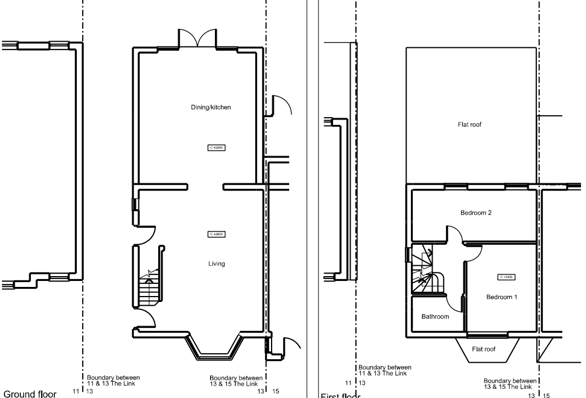 Dining/kitchen
Living
Boundary between
11 & 13 The Link
11 13
Boundary between
13 & 15 The Link
13 15
Ground floor
Flat roof
Bedroom 2
Bedroom 1
Bathroom
Flat roof
Boundary between
11 & 13 The Link
11 13
Boundary between
13 & 15 The Link
13 15
First floor